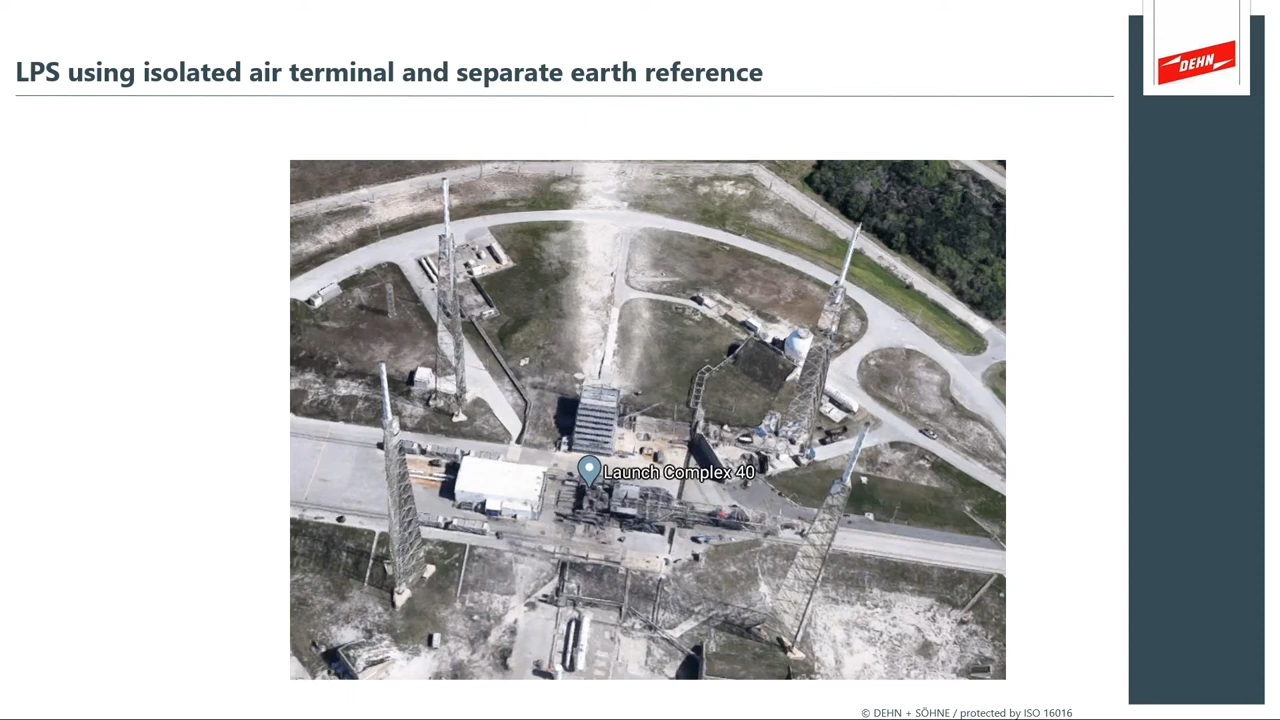 LPS using isolated air terminal and separate earth reference
DEHN
Launch Complex 40
© DEHN + SÖHNE / protected by ISO 16016